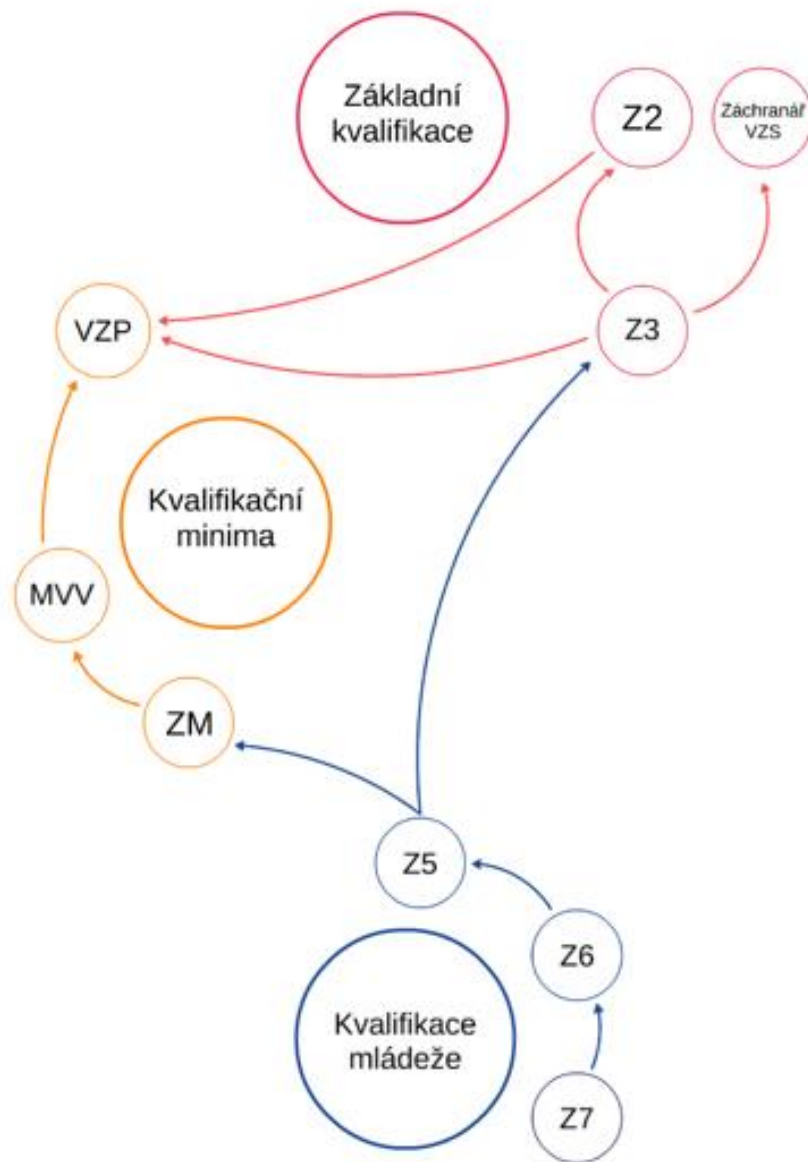 Základní
kvalifikace
Z2
Záchranář
VZS
VZP
Z3
Kvalifikační
minima
MVV
ZM
Z5
Z6
Kvalifikace
mládeže
Z7